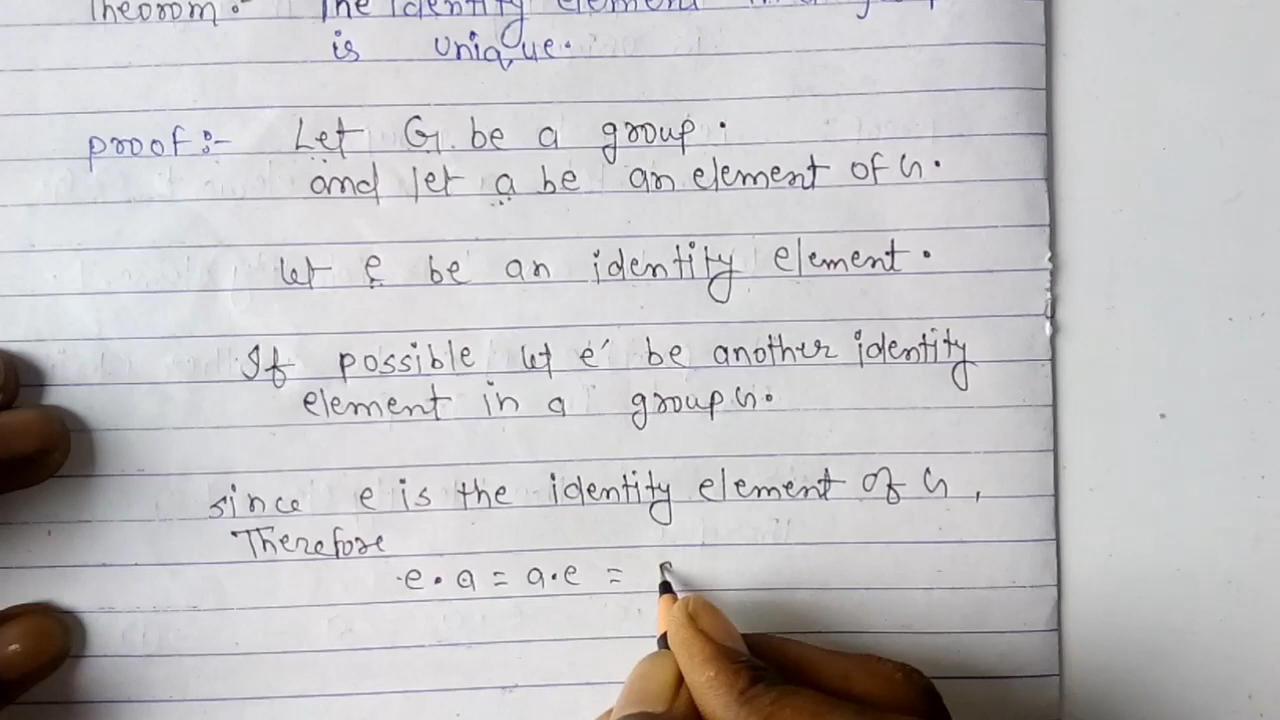 Theorom:- The identity element in a group
is unique.
proof:- Let G be a group.
and let a be an element of G.
let e be an identity element.
If possible let e' be another identity
element in a group G.
since e is the identity element of G,
Therefore
e . a = a . e =